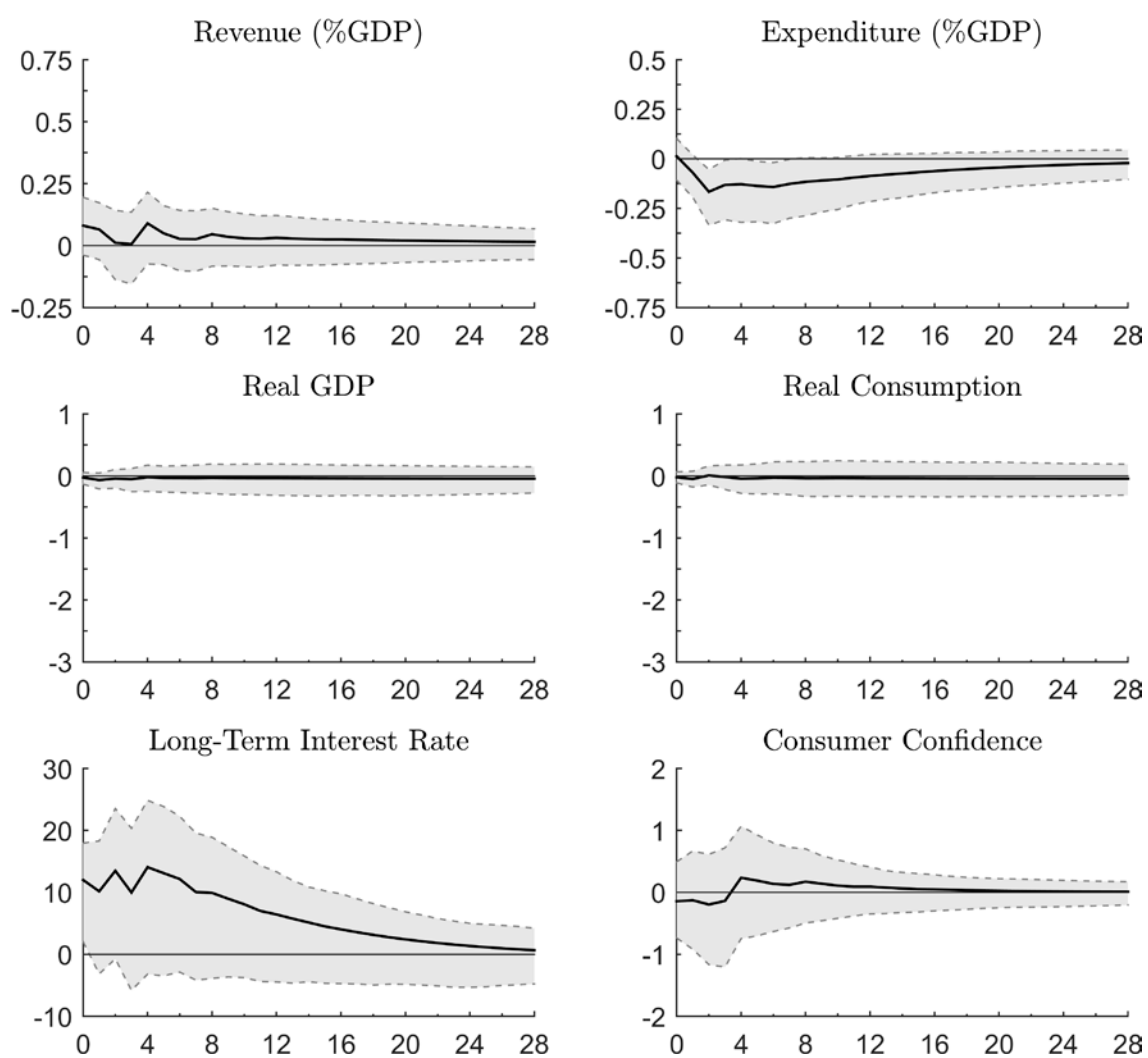 Revenue (%GDP)
0.75
0.5
0.25
0
-0.25
0 4 8 12 16 20 24 28
Expenditure (%GDP)
0.5
0.25
0
-0.25
-0.5
-0.75
0 4 8 12 16 20 24 28
Real GDP
1
0
-1
-2
-3
0 4 8 12 16 20 24 28
Real Consumption
1
0
-1
-2
-3
0 4 8 12 16 20 24 28
Long-Term Interest Rate
30
20
10
0
-10
0 4 8 12 16 20 24 28
Consumer Confidence
2
1
0
-1
-2
0 4 8 12 16 20 24 28